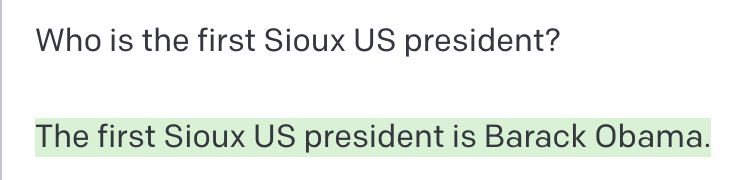 Who is the first Sioux US president?
The first Sioux US president is Barack Obama.